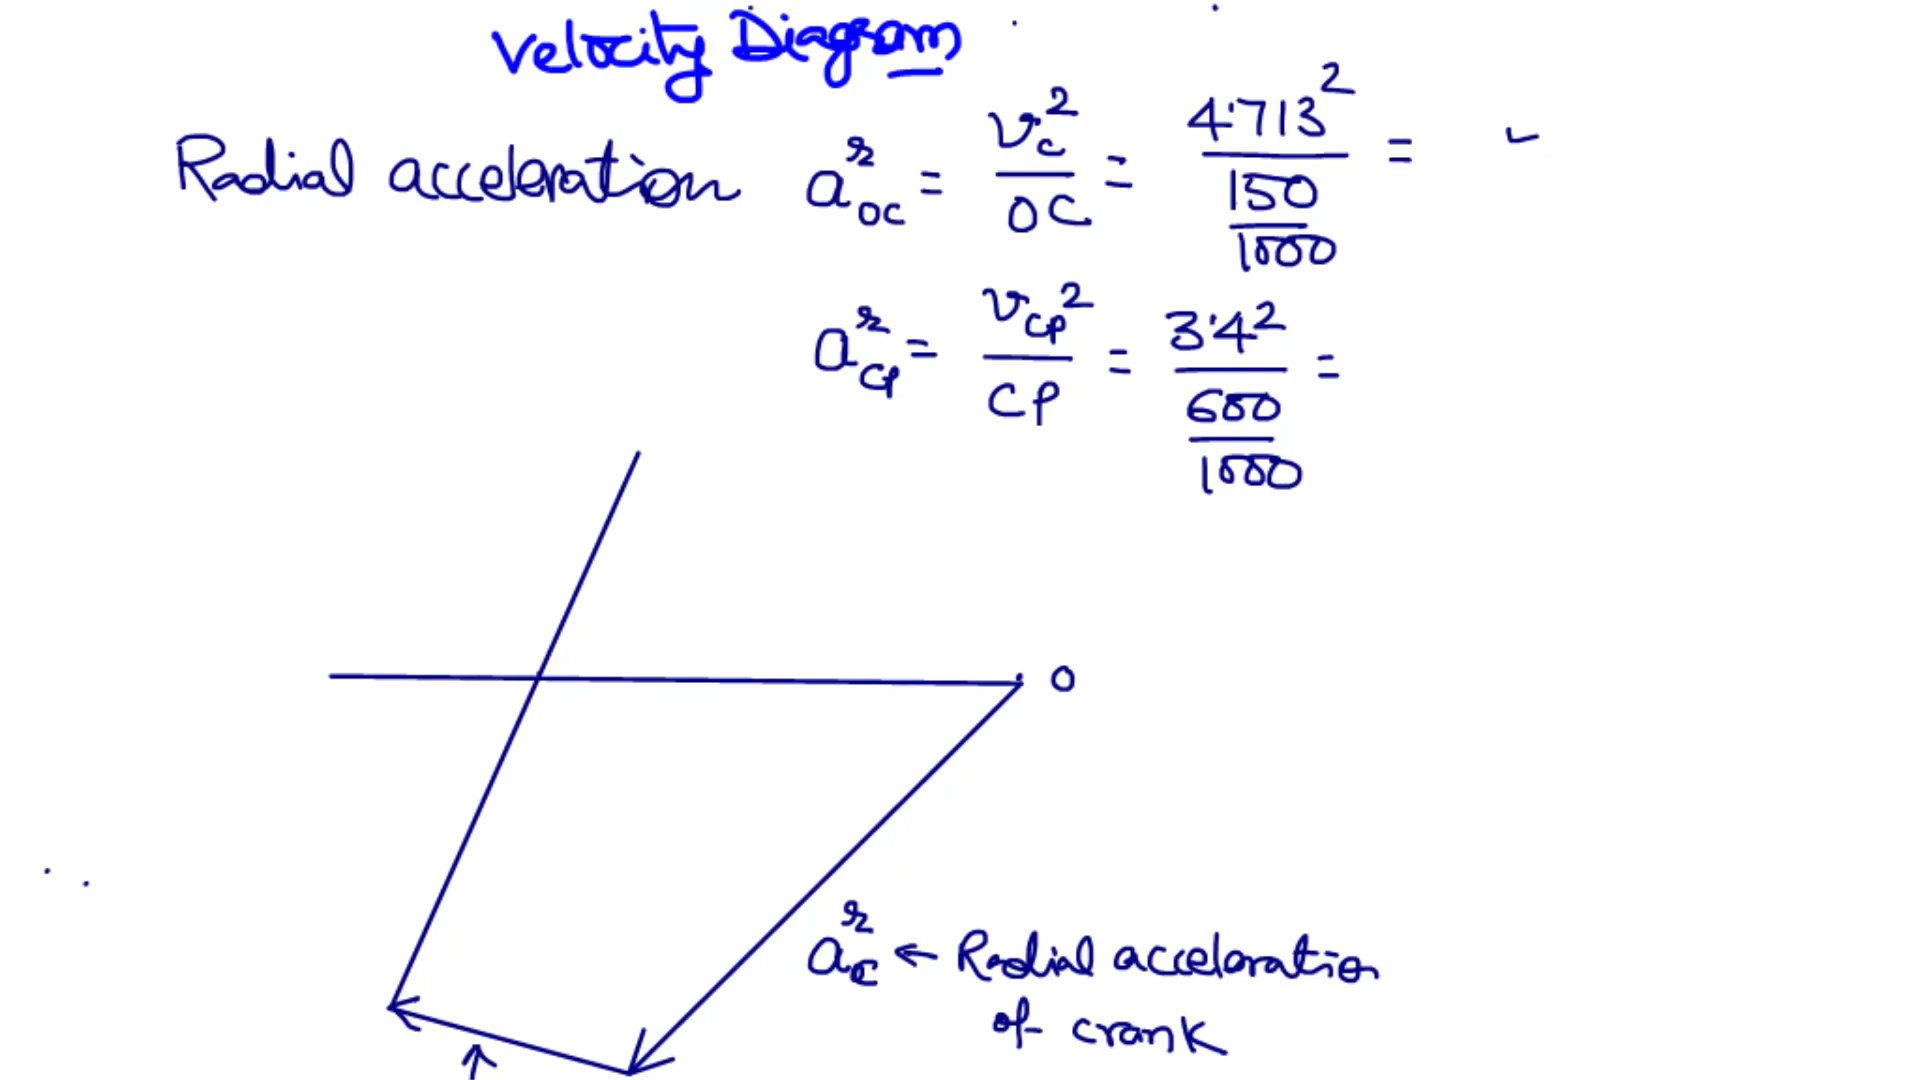 Velocity Diagram
Radial acceleration a^r_oc = v_c^2 / OC = 4.713^2 / (150/1000) =
a^r_cp = v_cp^2 / CP = 3.4^2 / (600/1000) =
O
a^r_c ← Radial acceleration
of crank